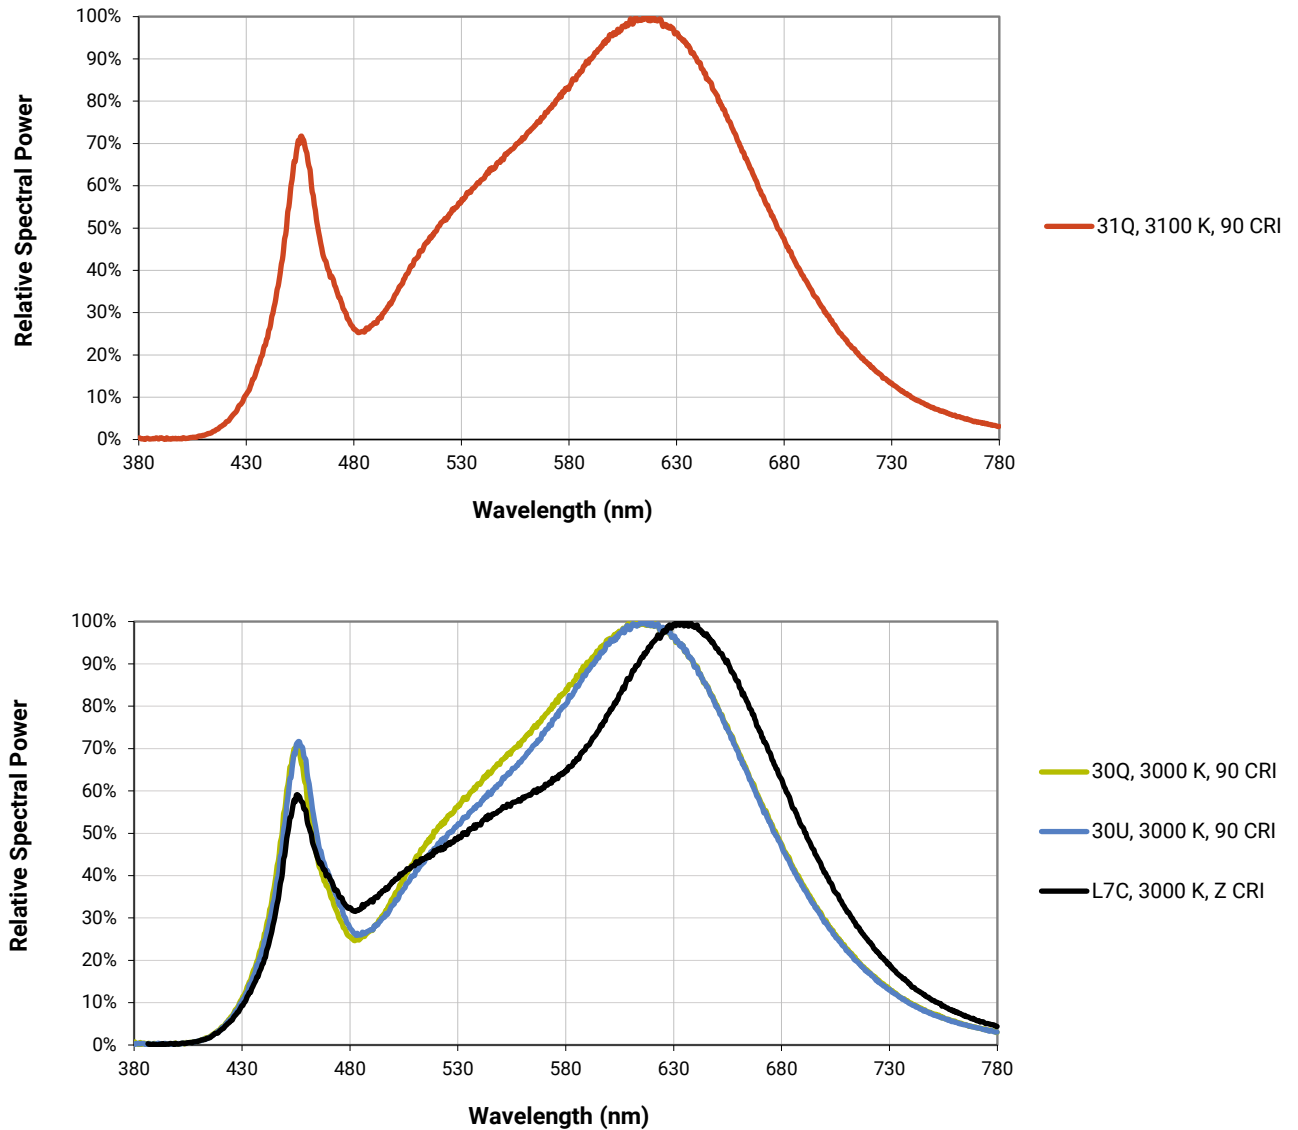 100%
90%
80%
70%
60%
50%
40%
30%
20%
10%
0%
Relative Spectral Power
380 430 480 530 580 630 680 730 780
Wavelength (nm)
31Q, 3100 K, 90 CRI
100%
90%
80%
70%
60%
50%
40%
30%
20%
10%
0%
Relative Spectral Power
380 430 480 530 580 630 680 730 780
Wavelength (nm)
30Q, 3000 K, 90 CRI
30U, 3000 K, 90 CRI
L7C, 3000 K, Z CRI